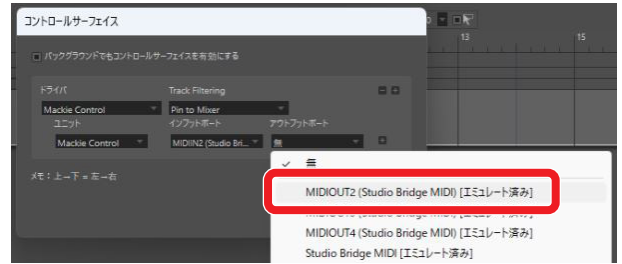 コントロールサーフェイス
13
15
バックグラウンドでもコントロールサーフェイスを有効にする
ドライバ
Track Filtering
Mackie Control
Pin to Mixer
ユニット
インプットポート
アウトプットポート
Mackie Control
MIDIIN2 (Studio Bri...
無
メモ：上→下 = 左→右
✓ 無
MIDIOUT2 (Studio Bridge MIDI) [エミュレート済み]
MIDIOUT4 (Studio Bridge MIDI) [エミュレート済み]
Studio Bridge MIDI [エミュレート済み]